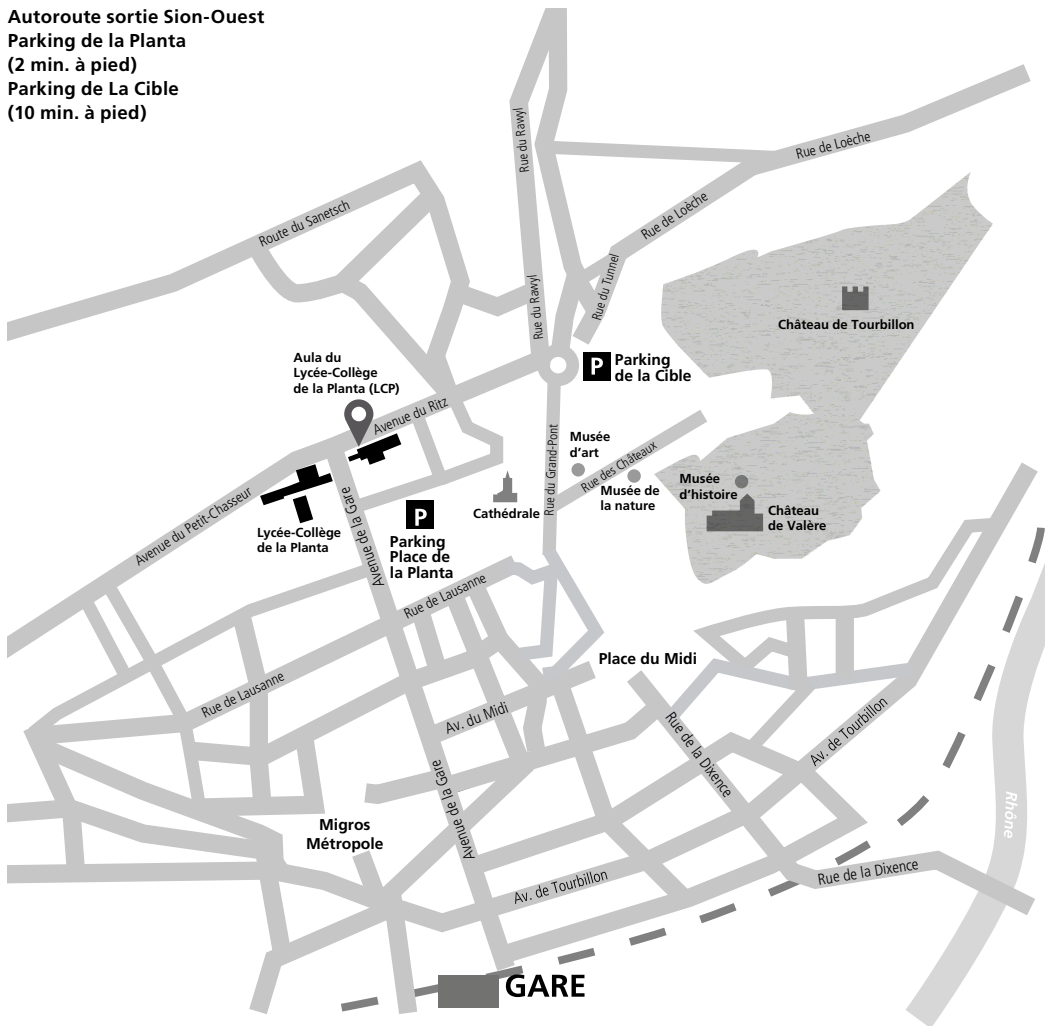 Autoroute sortie Sion-Ouest
Parking de la Planta
(2 min. à pied)
Parking de La Cible
(10 min. à pied)
Rue du Rawyl
Rue de Loèche
Rue de Loèche
Route du Sanetsch
Rue du Tunnel
Rue du Rawyl
Château de Tourbillon
Aula du
Lycée-Collège
de la Planta (LCP)
P
Parking
de la Cible
Avenue du Ritz
Musée
d’art
Rue du Grand-Pont
Rue des Châteaux
Musée de
la nature
Musée
d’histoire
Château
de Valère
Cathédrale
Avenue du Petit-Chasseur
Avenue de la Gare
P
Parking
Place de
la Planta
Lycée-Collège
de la Planta
Rue de Lausanne
Place du Midi
Rue de Lausanne
Av. du Midi
Rue de la Dixence
Av. de Tourbillon
Avenue de la Gare
Rhône
Migros
Métropole
Av. de Tourbillon
Rue de la Dixence
GARE